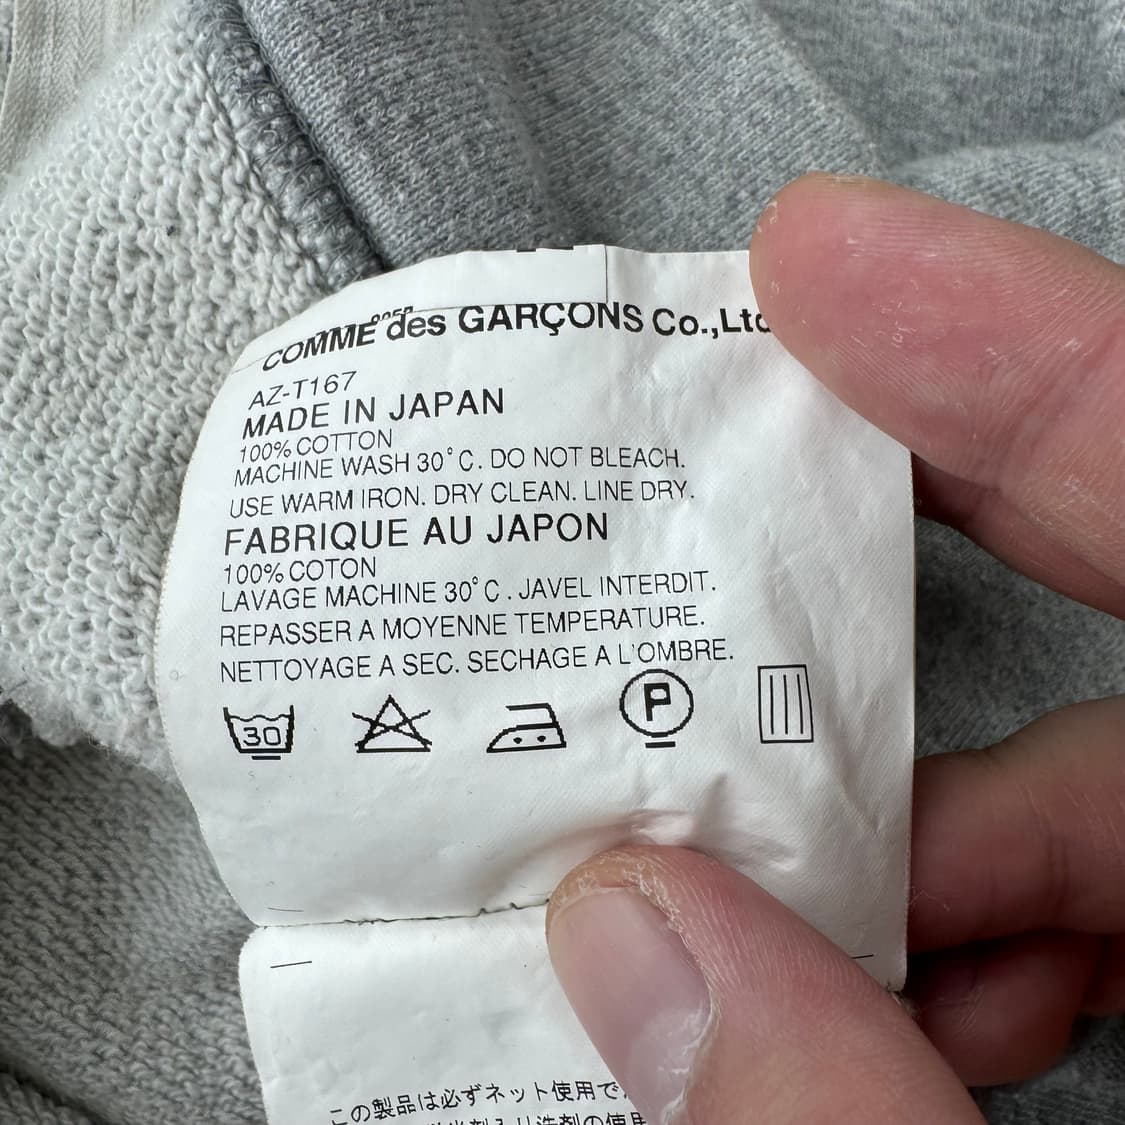 COMME des GARÇONS Co.,Ltd
AZ-T167
MADE IN JAPAN
100% COTTON
MACHINE WASH 30°C. DO NOT BLEACH.
USE WARM IRON. DRY CLEAN. LINE DRY.
FABRIQUE AU JAPON
100% COTON
LAVAGE MACHINE 30°C. JAVEL INTERDIT.
REPASSER A MOYENNE TEMPERATURE.
NETTOYAGE A SEC. SECHAGE A L'OMBRE.
30 P
この製品は必ずネット使用で